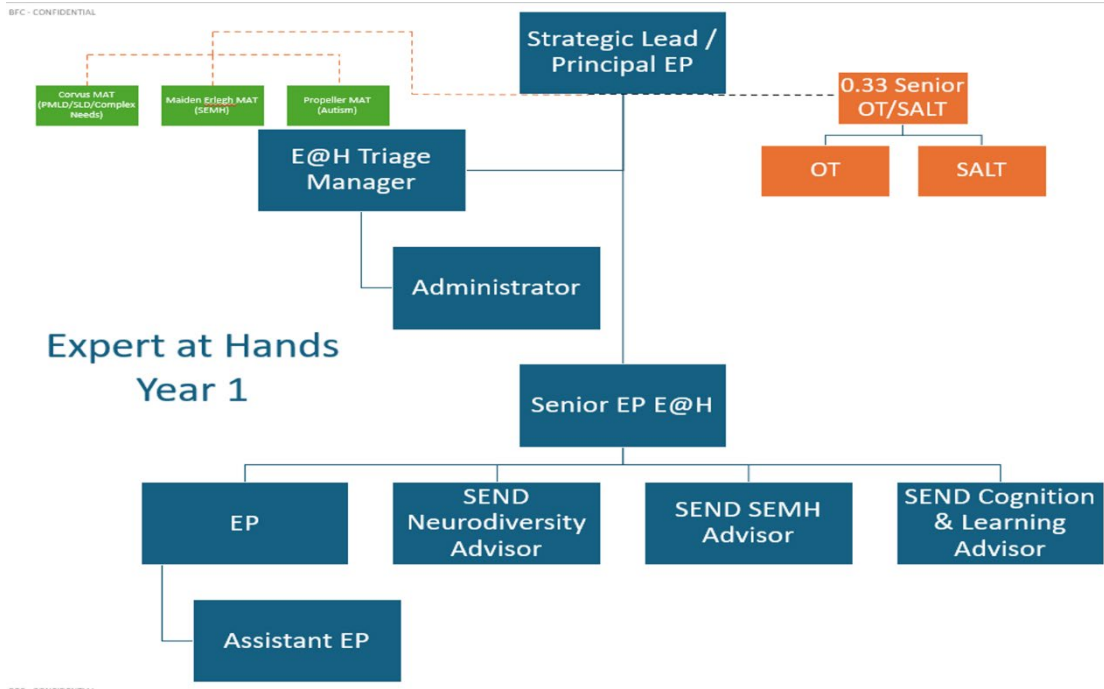 BFC - CONFIDENTIAL
Strategic Lead /
Principal EP
Corvus MAT
(PMLD/SLD/Complex
Needs)
Maiden Erlegh MAT
(SEMH)
Propeller MAT
(Autism)
0.33 Senior
OT/SALT
E@H Triage
Manager
OT
SALT
Administrator
Expert at Hands
Year 1
Senior EP E@H
EP
SEND
Neurodiversity
Advisor
SEND SEMH
Advisor
SEND Cognition
& Learning
Advisor
Assistant EP
BFC - CONFIDENTIAL